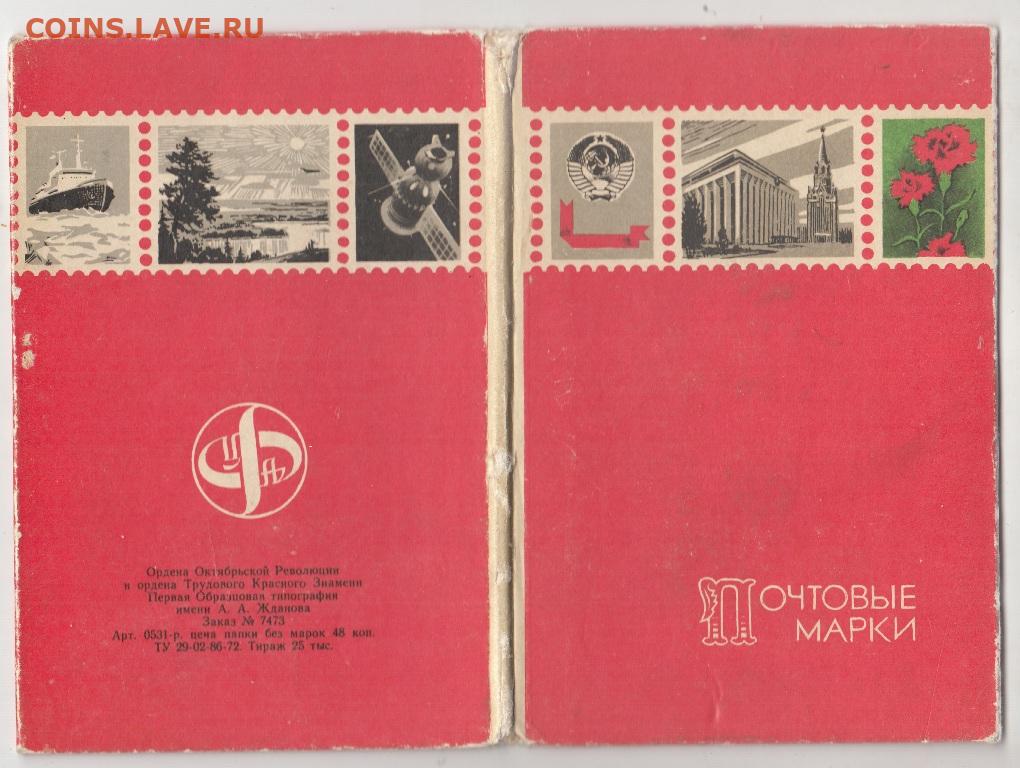 COINS.LAVE.RU
Ордена Октябрьской Революции
и ордена Трудового Красного Знамени
Первая Образцовая типография
имени А. А. Жданова
Заказ № 7473
Арт. 0531-р. цена папки без марок 48 коп.
ТУ 29-02-86-72. Тираж 25 тыс.
ПОЧТОВЫЕ
МАРКИ